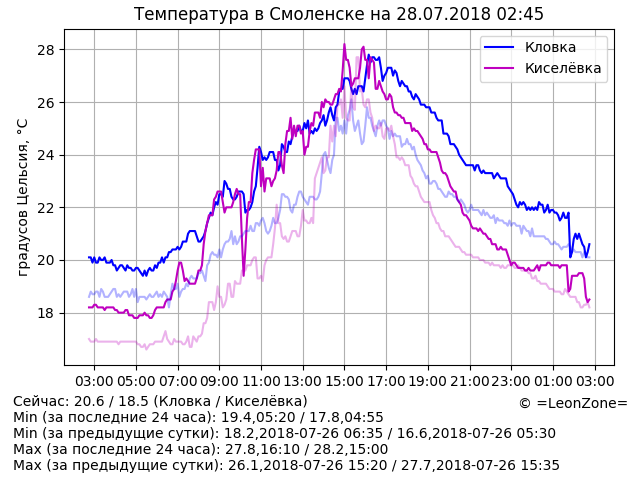 Температура в Смоленске на 28.07.2018 02:45
Кловка
Киселёвка
градусов Цельсия, °C
28
26
24
22
20
18
03:00 05:00 07:00 09:00 11:00 13:00 15:00 17:00 19:00 21:00 23:00 01:00 03:00
Сейчас: 20.6 / 18.5 (Кловка / Киселёвка)
© =LeonZone=
Min (за последние 24 часа): 19.4,05:20 / 17.8,04:55
Min (за предыдущие сутки): 18.2,2018-07-26 06:35 / 16.6,2018-07-26 05:30
Max (за последние 24 часа): 27.8,16:10 / 28.2,15:00
Max (за предыдущие сутки): 26.1,2018-07-26 15:20 / 27.7,2018-07-26 15:35